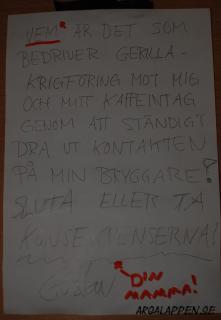 VEM* ÄR DET SOM
BEDRIVER GERILLA-
KRIGFÖRING MOT MIG
OCH MITT KAFFEINTAG
GENOM ATT STÄNDIGT
DRA UT KONTAKTEN
PÅ MIN BRYGGARE?
SLUTA ELLER TA
KONSEKVENSERNA!
* DIN
MAMMA!
ARGALAPPEN.SE